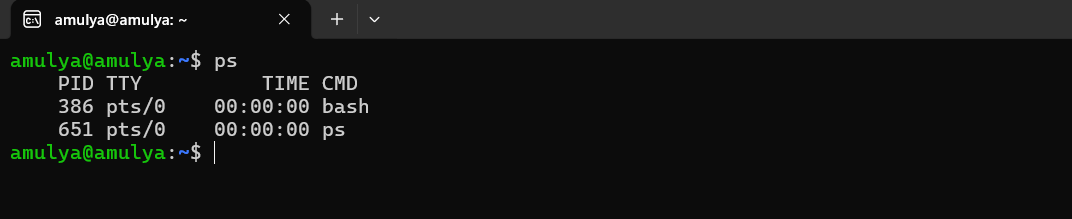 amulya@amulya: ~
amulya@amulya:~$ ps
    PID TTY          TIME CMD
    386 pts/0    00:00:00 bash
    651 pts/0    00:00:00 ps
amulya@amulya:~$